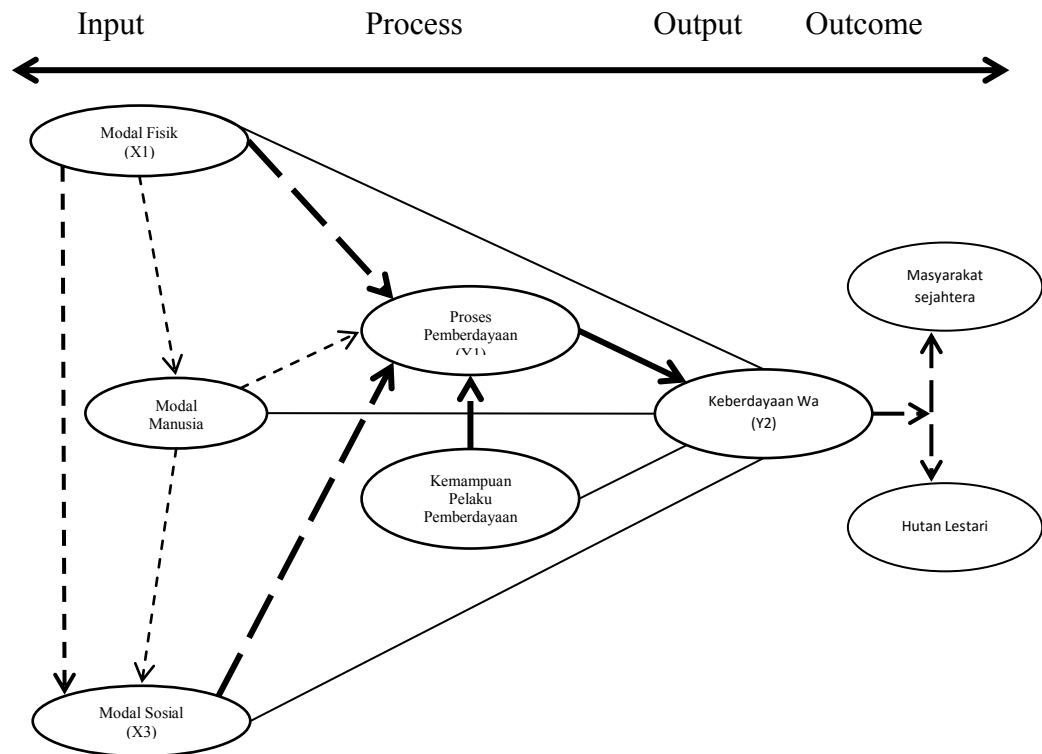 Input Process Output Outcome
Modal Fisik
(X1)
Masyarakat
sejahtera
Proses
Pemberdayaan
(Y1)
Modal
Manusia
Keberdayaan Wa
(Y2)
Kemampuan
Pelaku
Pemberdayaan
Hutan Lestari
Modal Sosial
(X3)